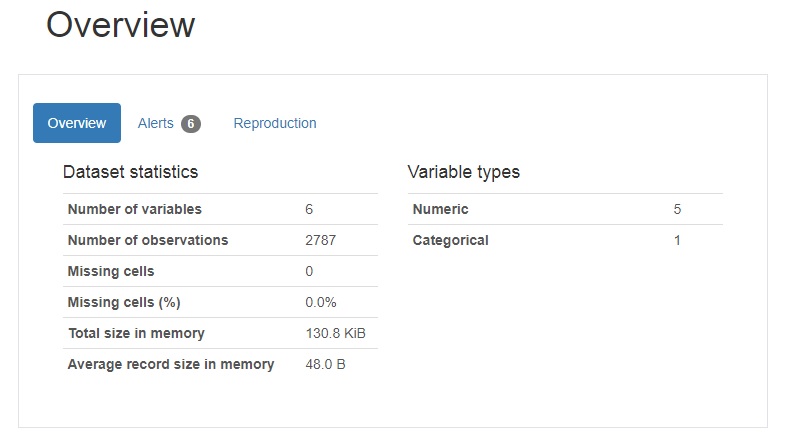 Overview
Overview Alerts 6 Reproduction
Dataset statistics
Number of variables 6
Number of observations 2787
Missing cells 0
Missing cells (%) 0.0%
Total size in memory 130.8 KiB
Average record size in memory 48.0 B
Variable types
Numeric 5
Categorical 1